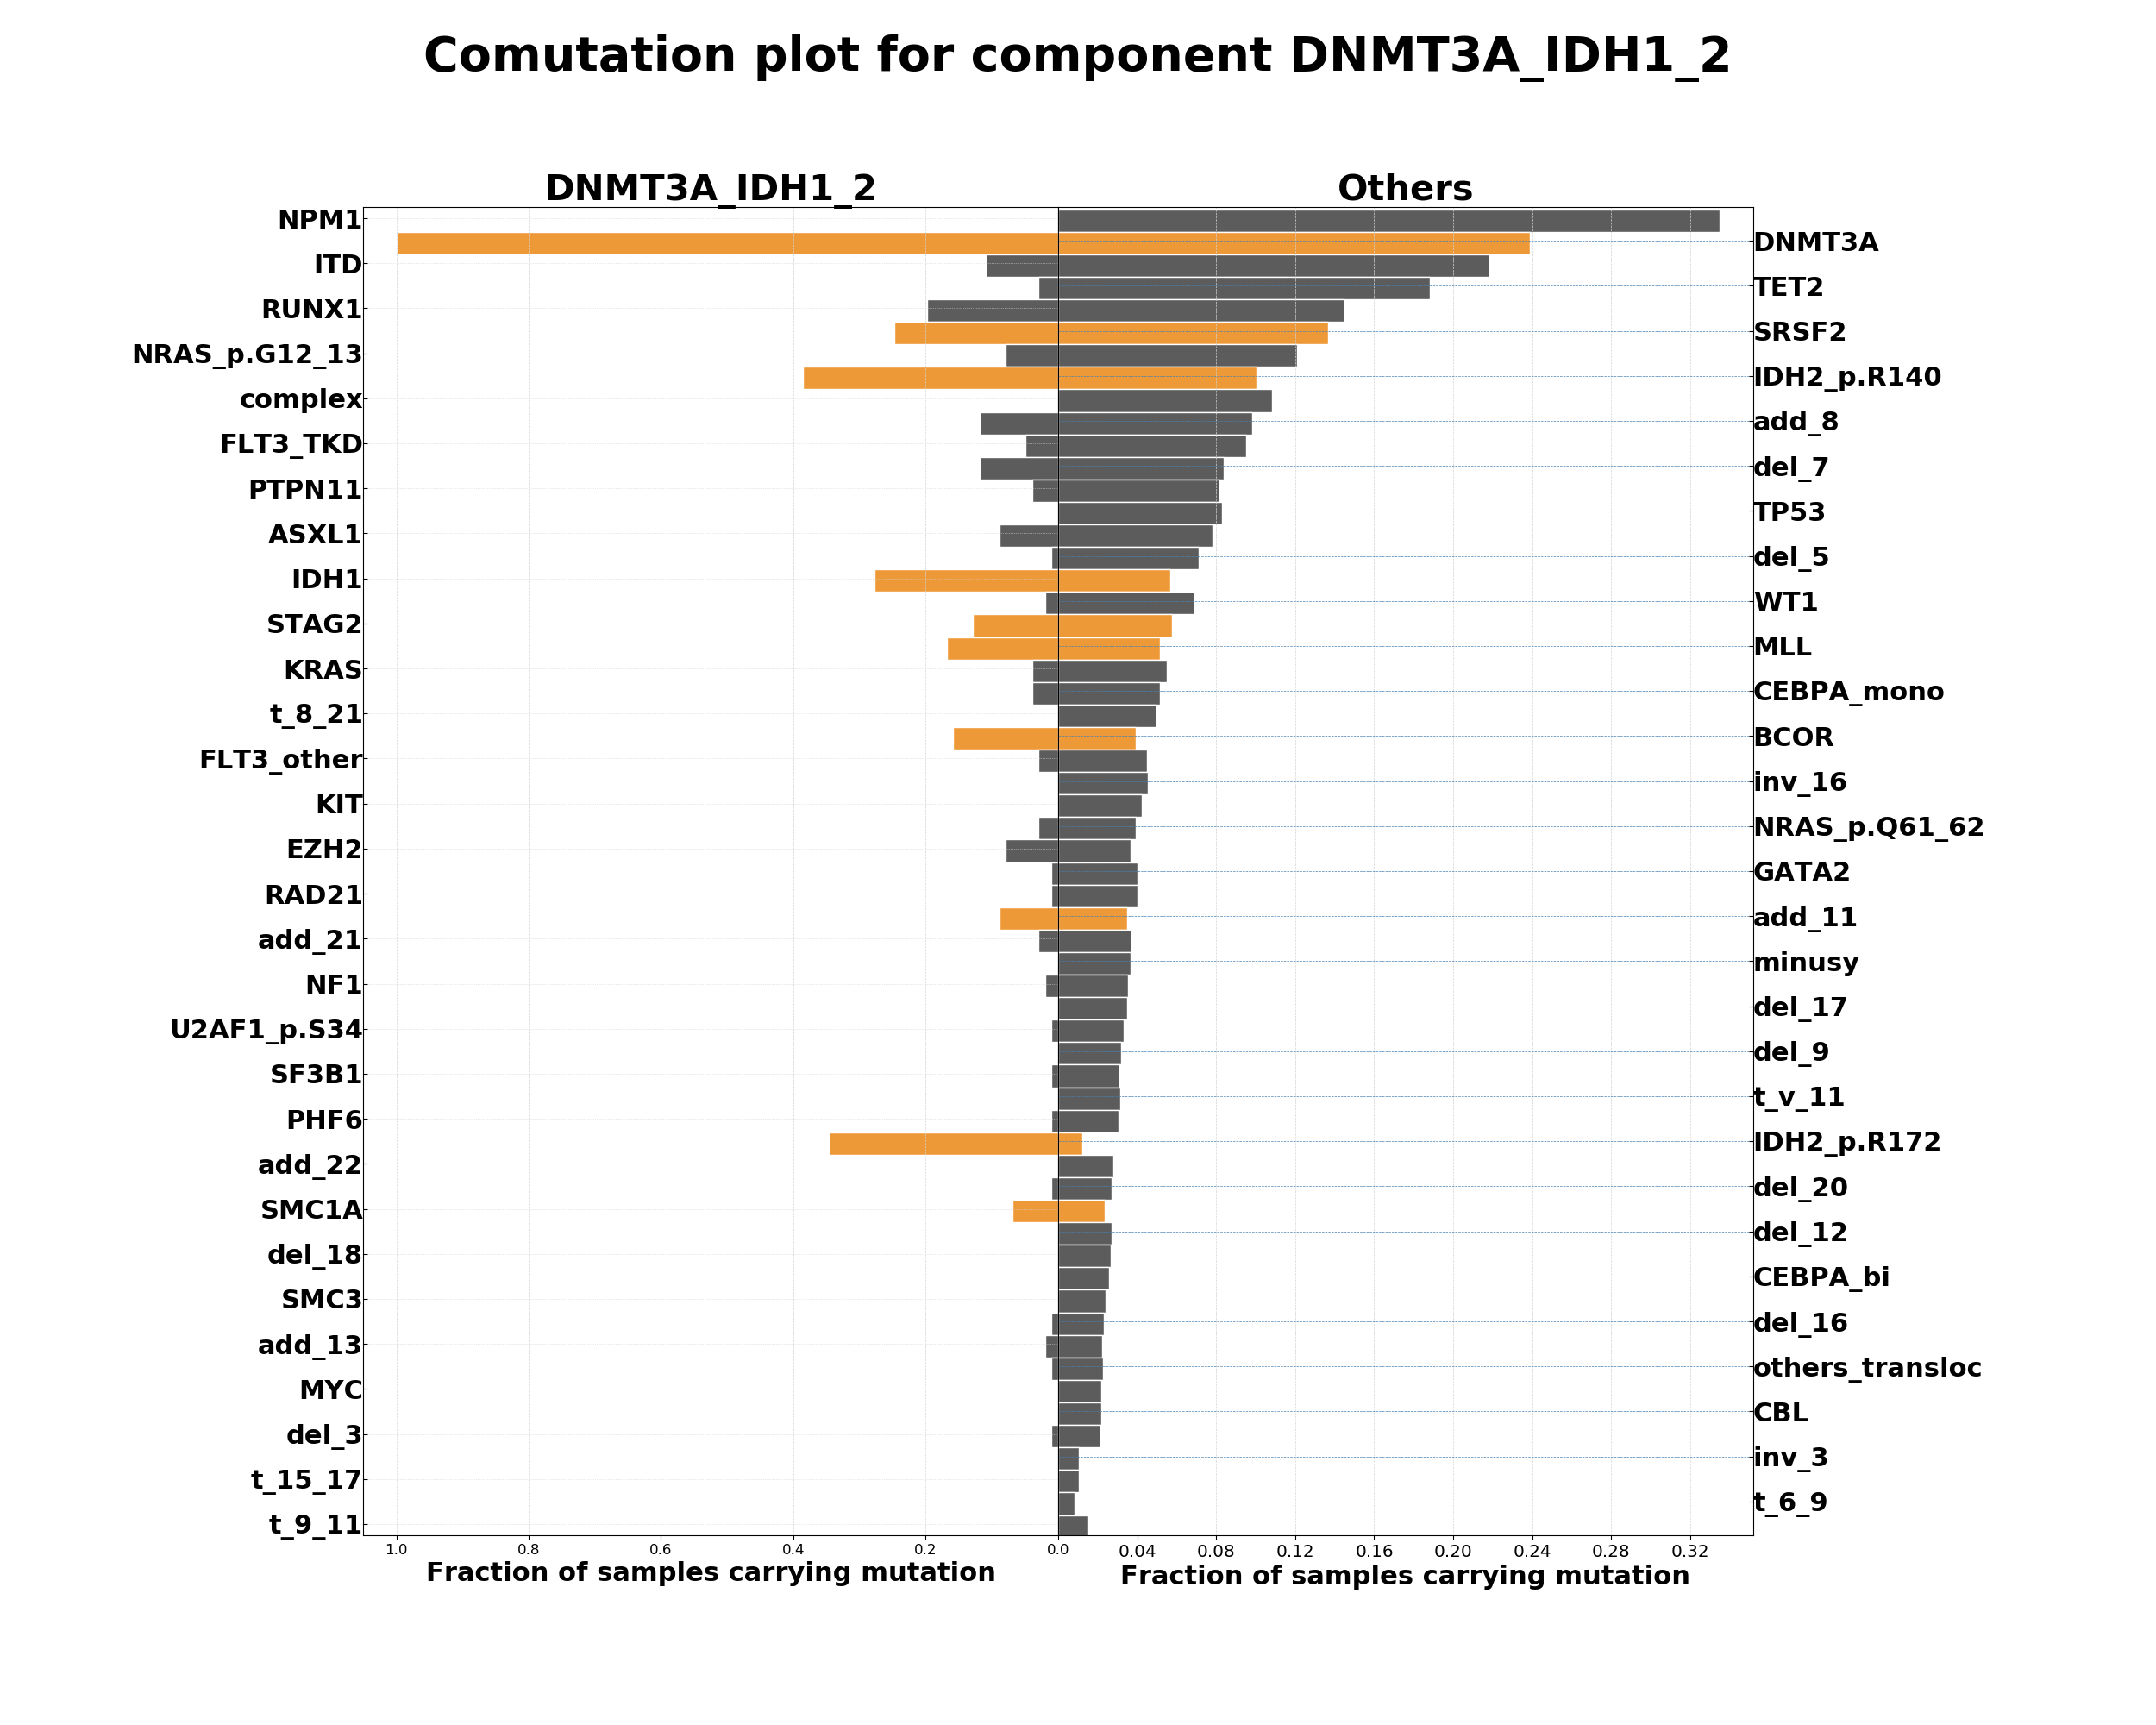 Comutation plot for component DNMT3A_IDH1_2
DNMT3A_IDH1_2
Others
NPM1
DNMT3A
ITD
TET2
RUNX1
SRSF2
NRAS_p.G12_13
IDH2_p.R140
complex
add_8
FLT3_TKD
del_7
PTPN11
TP53
ASXL1
del_5
IDH1
WT1
STAG2
MLL
KRAS
CEBPA_mono
t_8_21
BCOR
FLT3_other
inv_16
KIT
NRAS_p.Q61_62
EZH2
GATA2
RAD21
add_11
add_21
minusy
NF1
del_17
U2AF1_p.S34
del_9
SF3B1
t_v_11
PHF6
IDH2_p.R172
add_22
del_20
SMC1A
del_12
del_18
CEBPA_bi
SMC3
del_16
add_13
others_transloc
MYC
CBL
del_3
inv_3
t_15_17
t_6_9
t_9_11
1.0 0.8 0.6 0.4 0.2 0.0 0.04 0.08 0.12 0.16 0.20 0.24 0.28 0.32
Fraction of samples carrying mutation
Fraction of samples carrying mutation